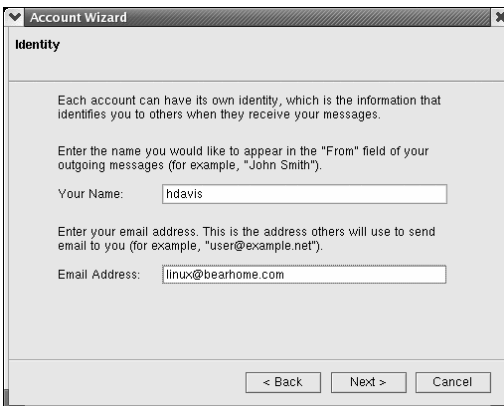 Account Wizard
Identity
Each account can have its own identity, which is the information that
identifies you to others when they receive your messages.
Enter the name you would like to appear in the "From" field of your
outgoing messages (for example, "John Smith").
Your Name: hdavis
Enter your email address. This is the address others will use to send
email to you (for example, "user@example.net").
Email Address: linux@bearhome.com
< Back Next > Cancel